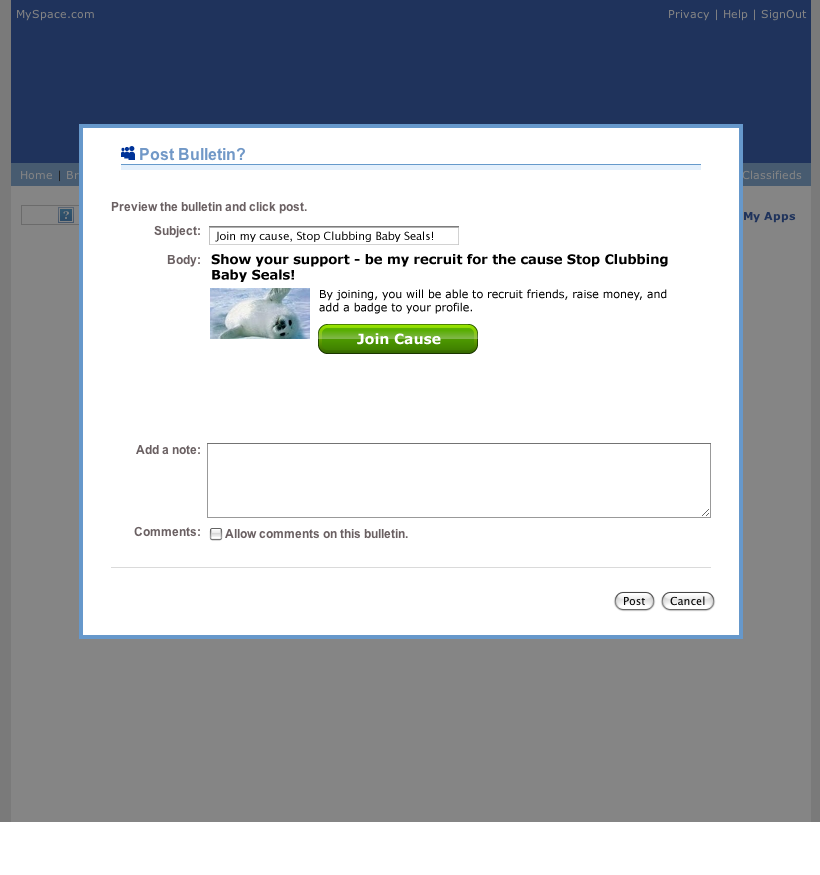 MySpace.com
Privacy | Help | SignOut
Post Bulletin?
Home | Br
Classifieds
Preview the bulletin and click post.
?
My Apps
Subject: Join my cause, Stop Clubbing Baby Seals!
Body: Show your support - be my recruit for the cause Stop Clubbing
Baby Seals!
By joining, you will be able to recruit friends, raise money, and
add a badge to your profile.
Join Cause
Add a note:
Comments: Allow comments on this bulletin.
Post Cancel